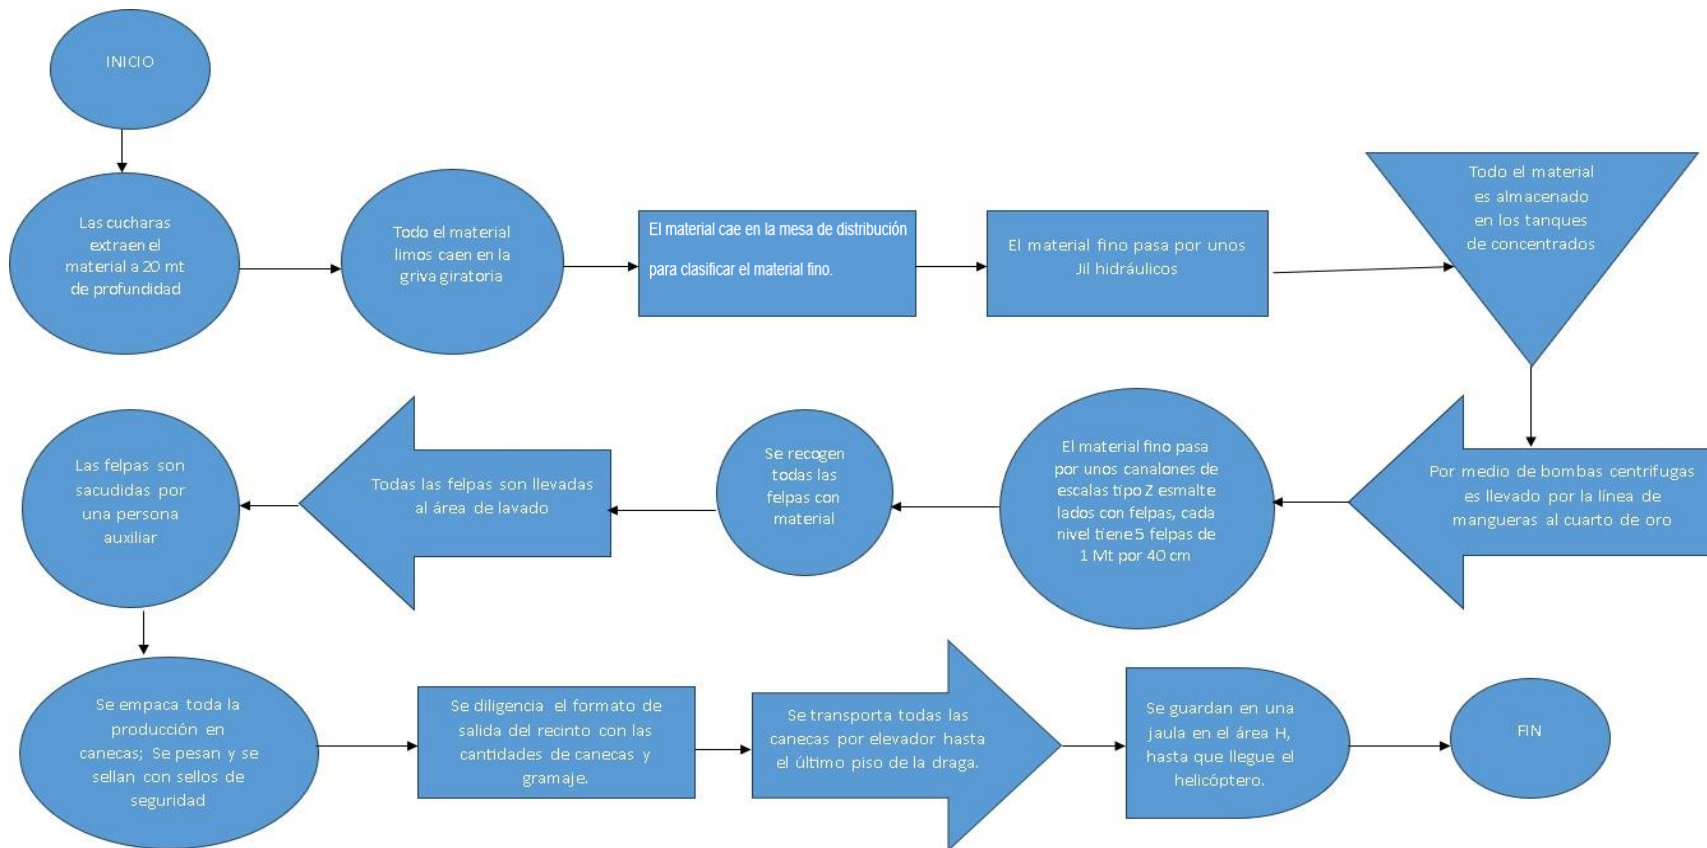 INICIO
Las cucharas
extraen el
material a 20 mt
de profundidad
Todo el material
limos caen en la
griva giratoria
El material cae en la mesa de distribución
para clasificar el material fino.
El material fino pasa por unos
Jil hidráulicos
Todo el material
es almacenado
en los tanques
de concentrados
Por medio de bombas centrifugas
es llevado por la línea de
mangueras al cuarto de oro
El material fino pasa
por unos canalones de
escalas tipo Z esmalte
lados con felpas, cada
nivel tiene 5 felpas de
1 Mt por 40 cm
Se recogen
todas las
felpas con
material
Todas las felpas son llevadas
al área de lavado
Las felpas son
sacudidas por
una persona
auxiliar
Se empaca toda la
producción en
canecas; Se pesan y se
sellan con sellos de
seguridad
Se diligencia el formato de
salida del recinto con las
cantidades de canecas y
gramaje.
Se transporta todas las
canecas por elevador hasta
el último piso de la draga.
Se guardan en una
jaula en el área H,
hasta que llegue el
helicóptero.
FIN